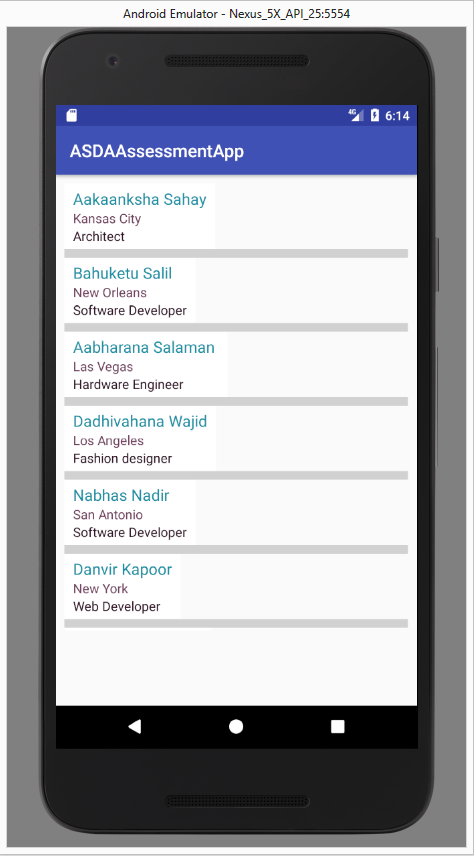 Android Emulator - Nexus_5X_API_25:5554
4G 6:14
ASDAAssessmentApp
Aakaanksha Sahay
Kansas City
Architect
Bahuketu Salil
New Orleans
Software Developer
Aabharana Salaman
Las Vegas
Hardware Engineer
Dadhivahana Wajid
Los Angeles
Fashion designer
Nabhas Nadir
San Antonio
Software Developer
Danvir Kapoor
New York
Web Developer